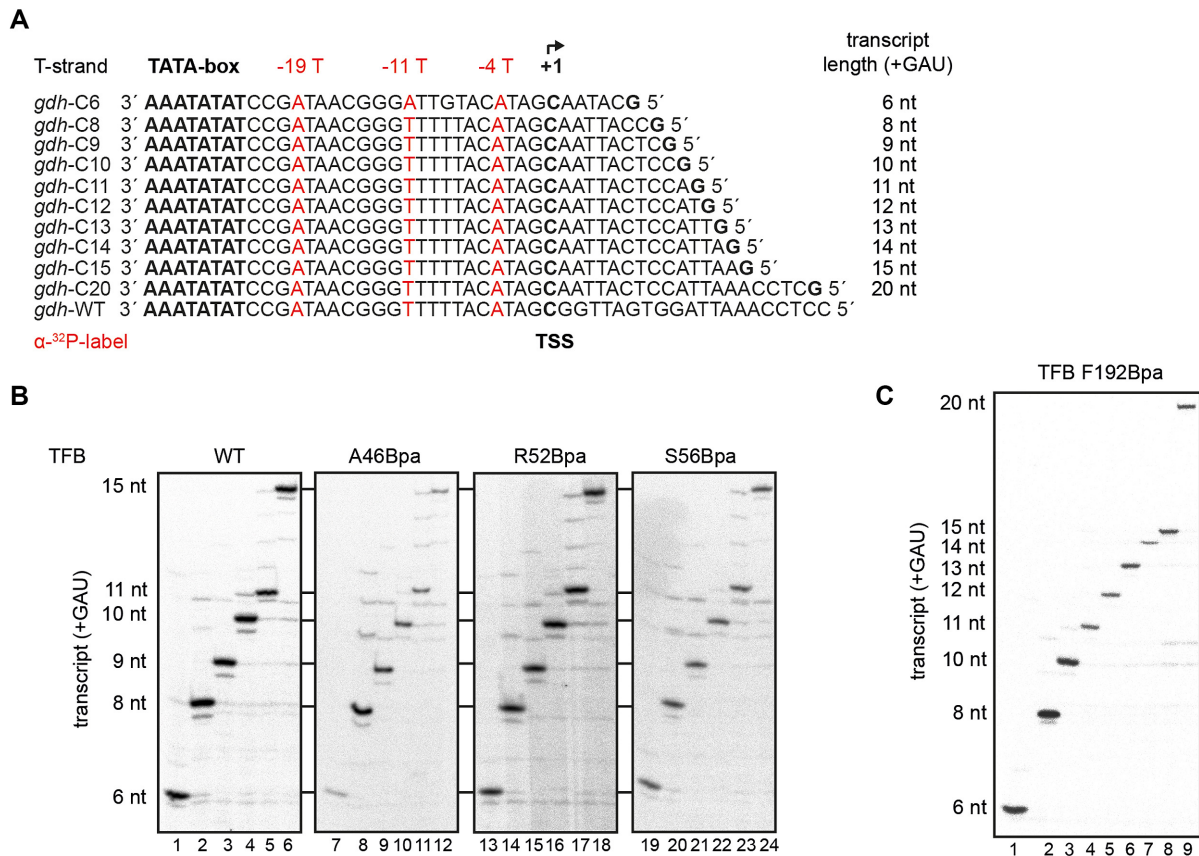 A
transcript
T-strand TATA-box -19 T -11 T -4 T +1 length (+GAU)
gdh-C6 3´ AAATATATCCGATAACGGGATTGTACATAGCAATACG 5´ 6 nt
gdh-C8 3´ AAATATATCCGATAACGGGTTTTTACATAGCAATTACCG 5´ 8 nt
gdh-C9 3´ AAATATATCCGATAACGGGTTTTTACATAGCAATTACTCG 5´ 9 nt
gdh-C10 3´ AAATATATCCGATAACGGGTTTTTACATAGCAATTACTCCG 5´ 10 nt
gdh-C11 3´ AAATATATCCGATAACGGGTTTTTACATAGCAATTACTCCAG 5´ 11 nt
gdh-C12 3´ AAATATATCCGATAACGGGTTTTTACATAGCAATTACTCCATG 5´ 12 nt
gdh-C13 3´ AAATATATCCGATAACGGGTTTTTACATAGCAATTACTCCATTG 5´ 13 nt
gdh-C14 3´ AAATATATCCGATAACGGGTTTTTACATAGCAATTACTCCATTAG 5´ 14 nt
gdh-C15 3´ AAATATATCCGATAACGGGTTTTTACATAGCAATTACTCCATTAAG 5´ 15 nt
gdh-C20 3´ AAATATATCCGATAACGGGTTTTTACATAGCAATTACTCCATTAAACCTCG 5´ 20 nt
gdh-WT 3´ AAATATATCCGATAACGGGTTTTTACATAGCGGTTAGTGGATTAAACCTCC 5´
α-³²P-label TSS
B
TFB WT A46Bpa R52Bpa S56Bpa
15 nt
11 nt
10 nt
9 nt
8 nt
6 nt
transcript (+GAU)
1 2 3 4 5 6 7 8 9 10 11 12 13 14 15 16 17 18 19 20 21 22 23 24
C
TFB F192Bpa
20 nt
15 nt
14 nt
13 nt
12 nt
11 nt
10 nt
8 nt
6 nt
transcript (+GAU)
1 2 3 4 5 6 7 8 9